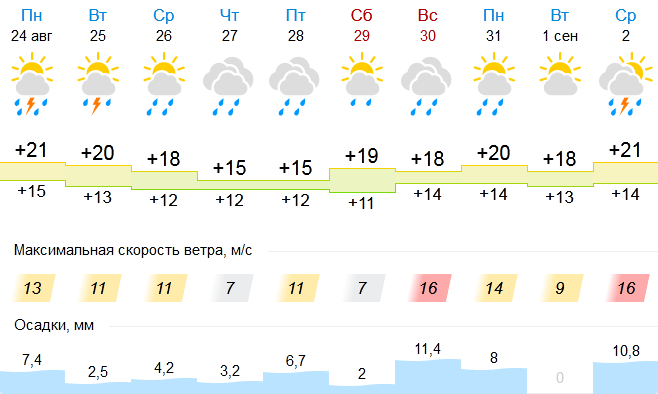 Пн Вт Ср Чт Пт Сб Вс Пн Вт Ср
24 авг 25 26 27 28 29 30 31 1 сен 2
+21 +20 +18 +15 +15 +19 +18 +20 +18 +21
+15 +13 +12 +12 +12 +11 +14 +14 +13 +14
Максимальная скорость ветра, м/с
13 11 11 7 11 7 16 14 9 16
Осадки, мм
7,4 2,5 4,2 3,2 6,7 2 11,4 8 0 10,8